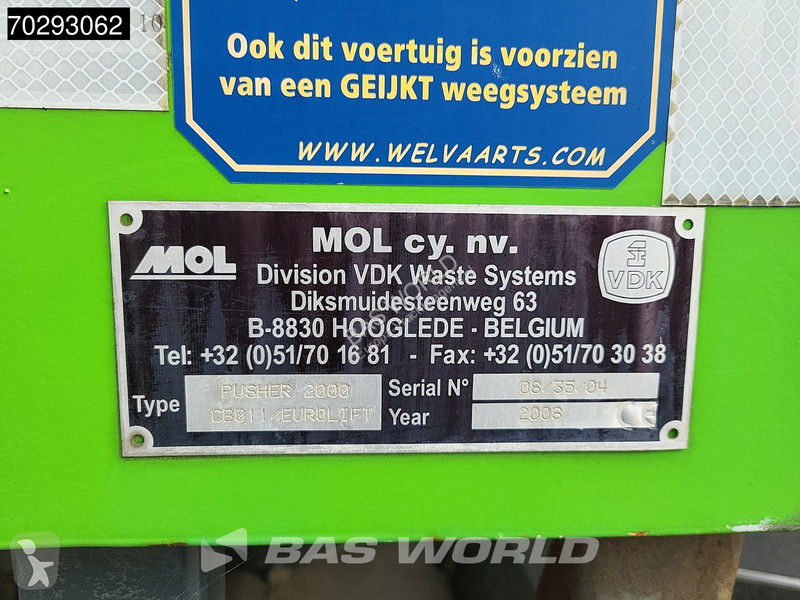 70293062
10
Ook dit voertuig is voorzien
van een GEIJKT weegsysteem
WWW.WELVAARTS.COM
MOL
MOL cy. nv.
Division VDK Waste Systems
Diksmuidesteenweg 63
B-8830 HOOGLEDE - BELGIUM
VDK
Tel: +32 (0)51/70 16 81 - Fax: +32 (0)51/70 30 38
Type
PUSHER 2000
CB011/EUROLIFT
Serial N° 08/35/04
Year 2008 CE
BAS WORLD